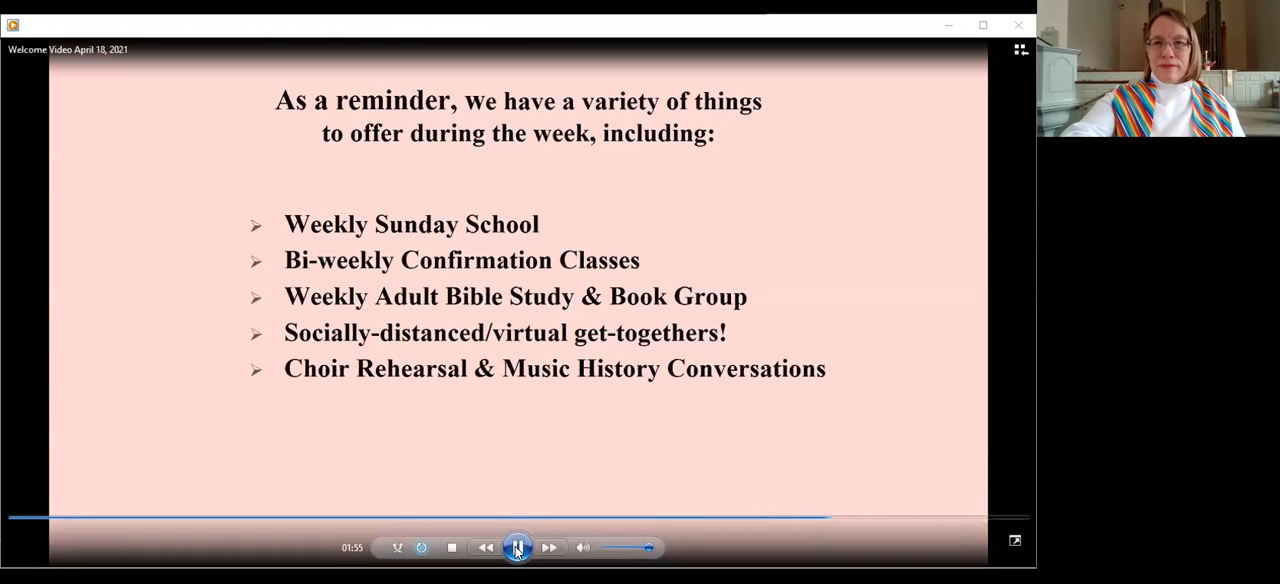 Welcome Video April 18, 2021
As a reminder, we have a variety of things
to offer during the week, including:
Weekly Sunday School
Bi-weekly Confirmation Classes
Weekly Adult Bible Study & Book Group
Socially-distanced/virtual get-togethers!
Choir Rehearsal & Music History Conversations
01:55